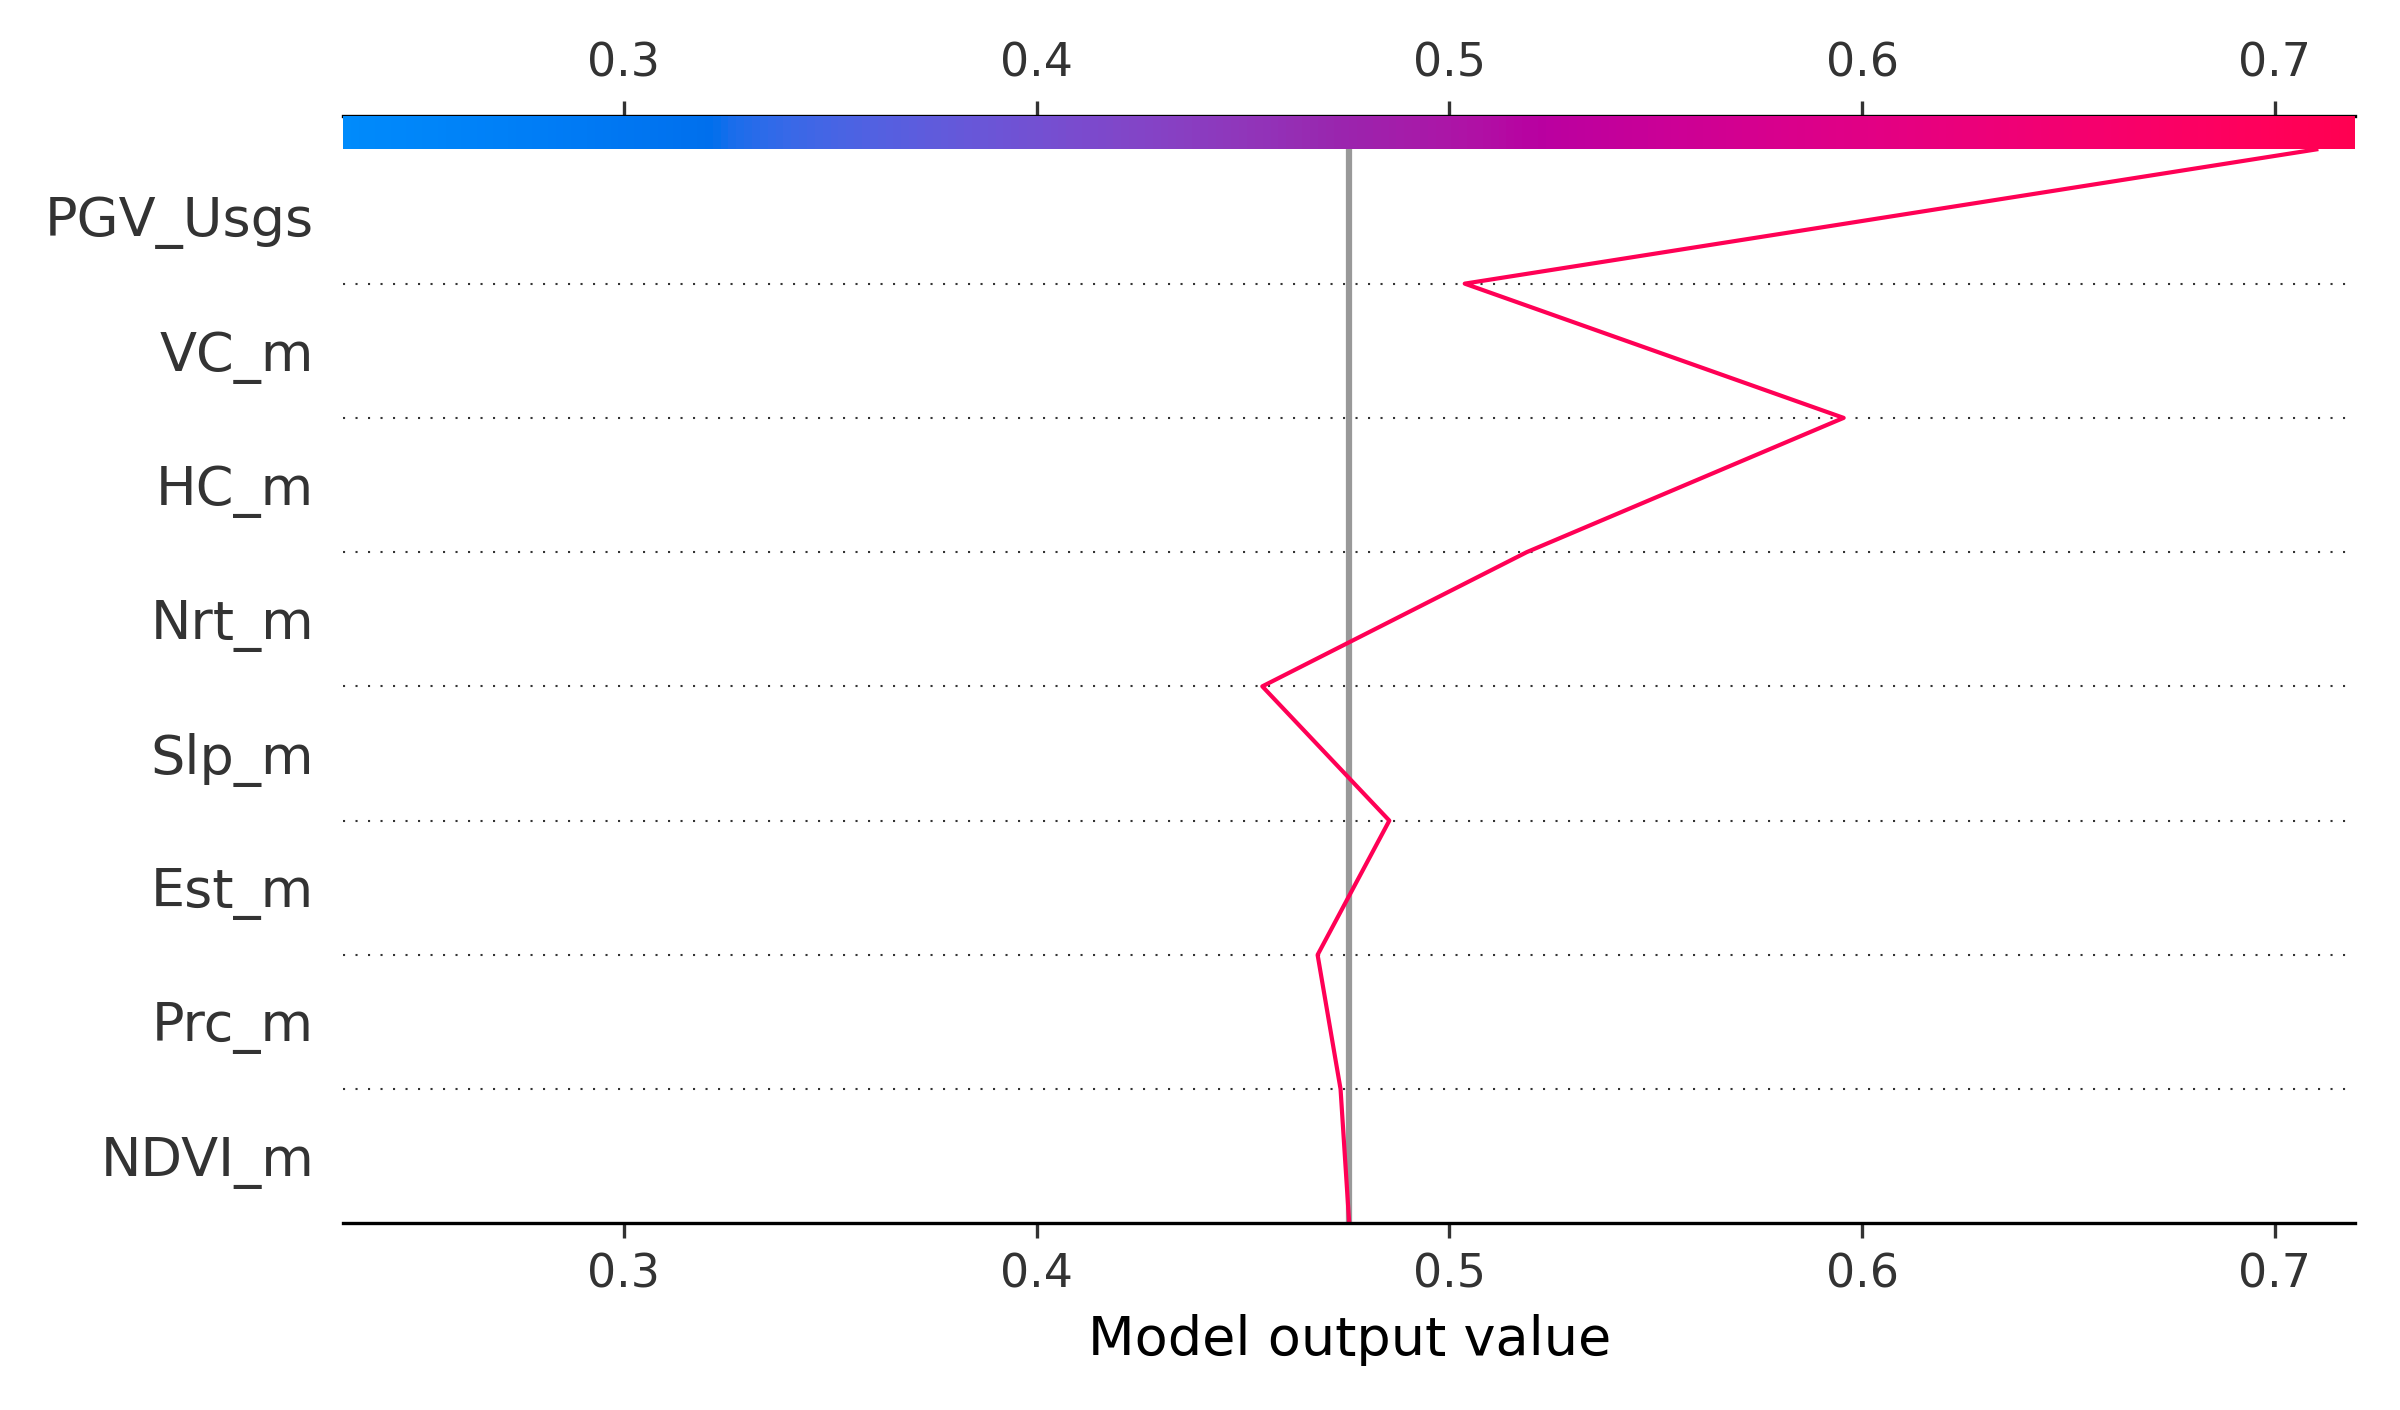 0.3 0.4 0.5 0.6 0.7
PGV_Usgs
VC_m
HC_m
Nrt_m
Slp_m
Est_m
Prc_m
NDVI_m
0.3 0.4 0.5 0.6 0.7
Model output value